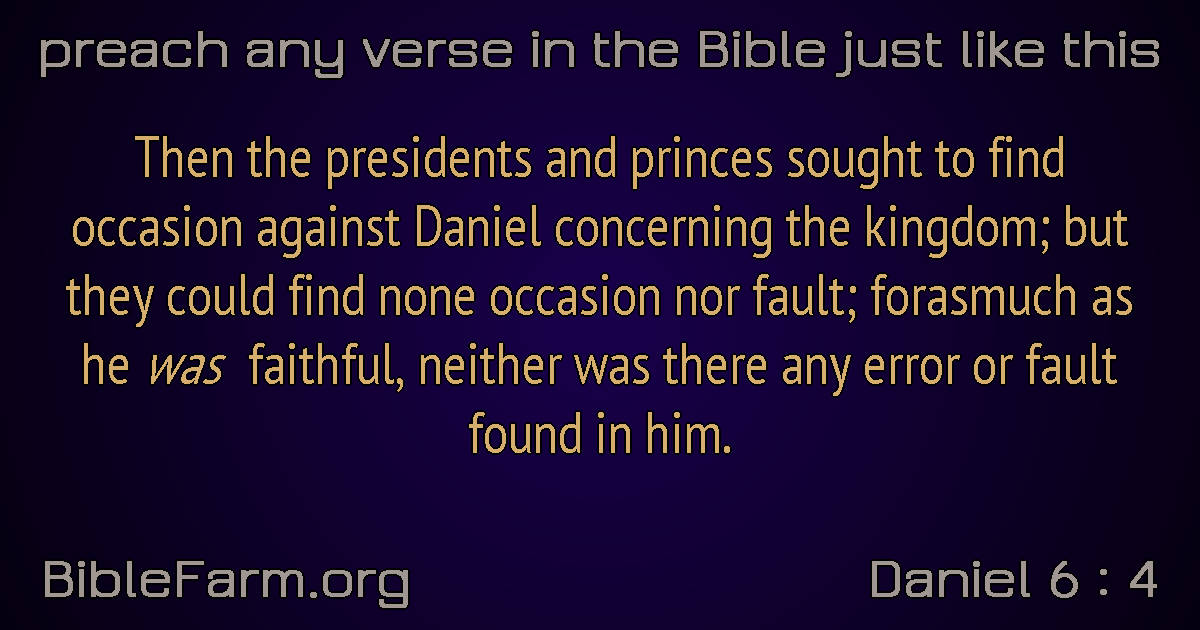 preach any verse in the Bible just like this
Then the presidents and princes sought to find
occasion against Daniel concerning the kingdom; but
they could find none occasion nor fault; forasmuch as
he was faithful, neither was there any error or fault
found in him.
BibleFarm.org
Daniel 6 : 4